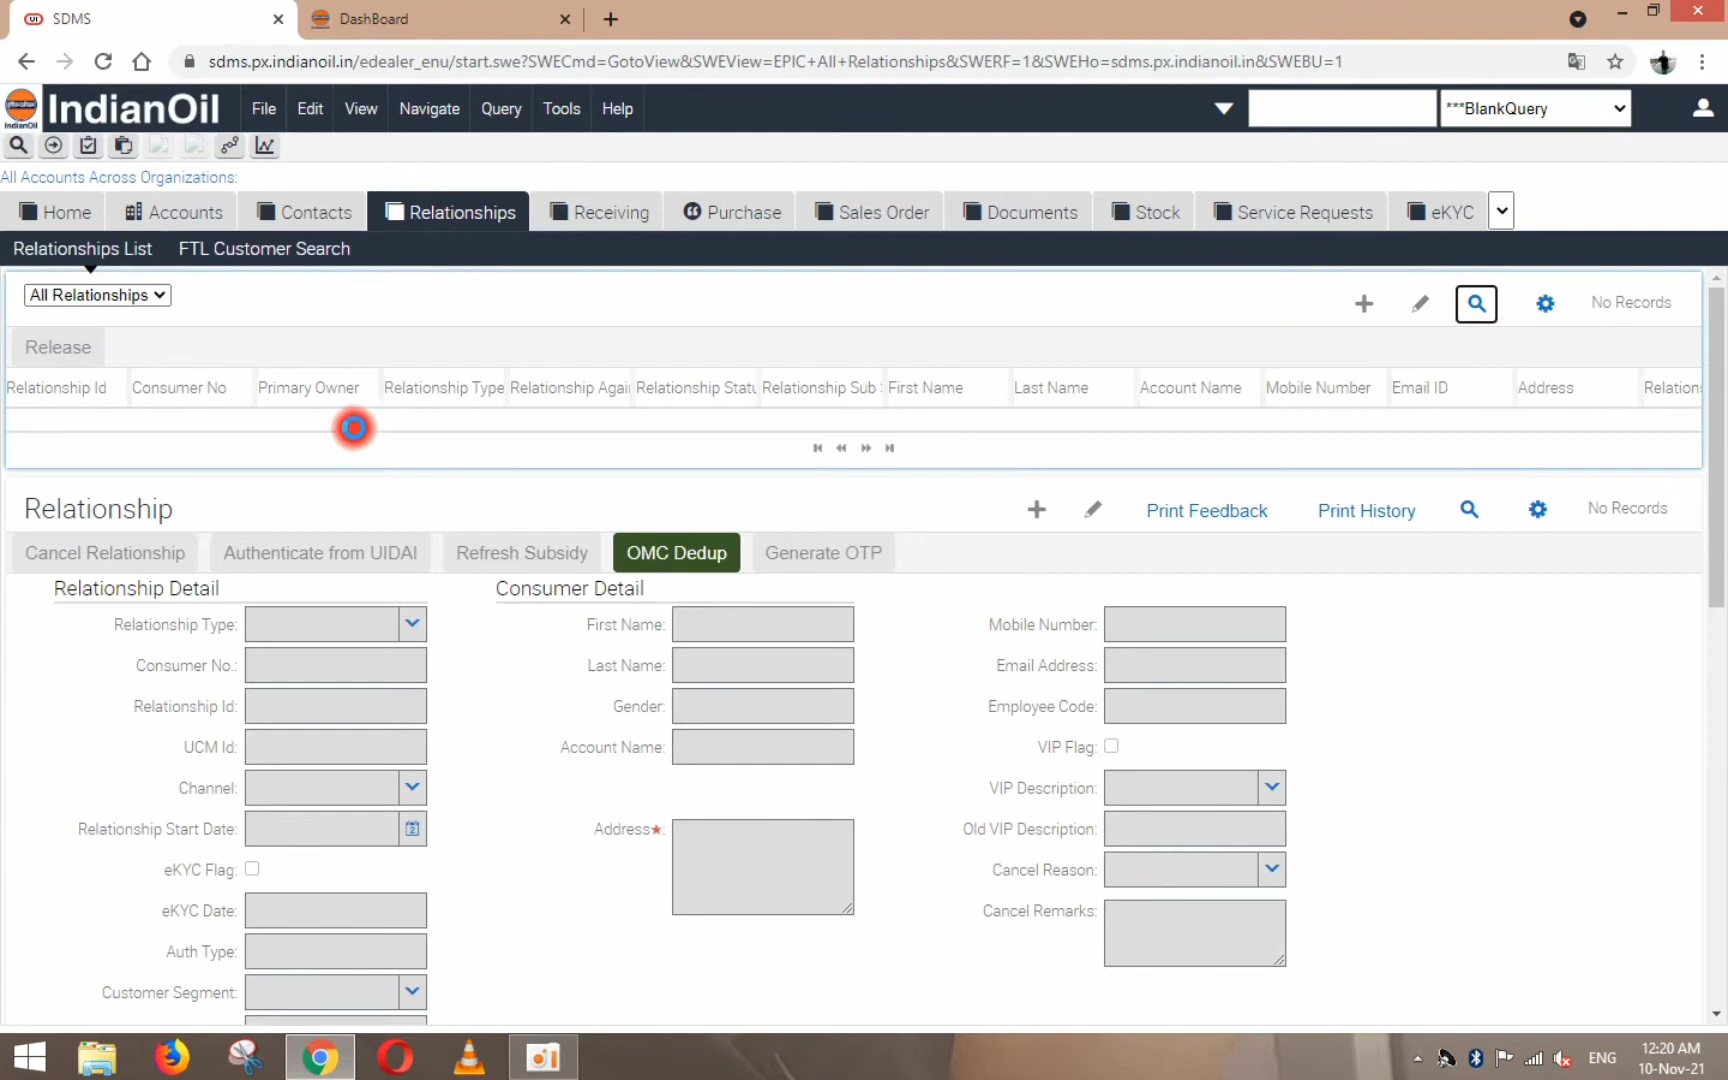 SDMS
DashBoard
sdms.px.indianoil.in/edealer_enu/start.swe?SWECmd=GotoView&SWEView=EPIC+All+Relationships&SWERF=1&SWEHo=sdms.px.indianoil.in&SWEBU=1
IndianOil File Edit View Navigate Query Tools Help ***BlankQuery
All Accounts Across Organizations:
Home Accounts Contacts Relationships Receiving Purchase Sales Order Documents Stock Service Requests eKYC
Relationships List FTL Customer Search
All Relationships No Records
Release
Relationship Id Consumer No Primary Owner Relationship Type Relationship Again Relationship Statu Relationship Sub First Name Last Name Account Name Mobile Number Email ID Address Relation
Relationship Print Feedback Print History No Records
Cancel Relationship Authenticate from UIDAI Refresh Subsidy OMC Dedup Generate OTP
Relationship Detail Consumer Detail
Relationship Type: First Name: Mobile Number:
Consumer No.: Last Name: Email Address:
Relationship Id: Gender: Employee Code:
UCM Id: Account Name: VIP Flag:
Channel: VIP Description:
Relationship Start Date: Address★: Old VIP Description:
eKYC Flag: Cancel Reason:
eKYC Date: Cancel Remarks:
Auth Type:
Customer Segment:
ENG 12:20 AM
10-Nov-21